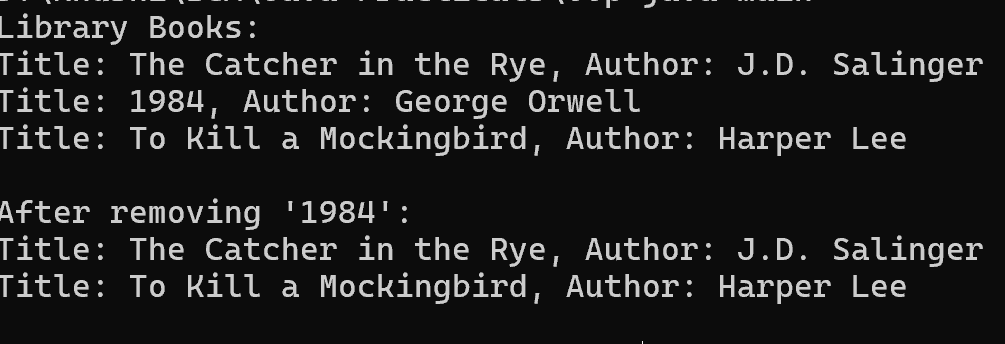 Library Books:
Title: The Catcher in the Rye, Author: J.D. Salinger
Title: 1984, Author: George Orwell
Title: To Kill a Mockingbird, Author: Harper Lee
After removing '1984':
Title: The Catcher in the Rye, Author: J.D. Salinger
Title: To Kill a Mockingbird, Author: Harper Lee